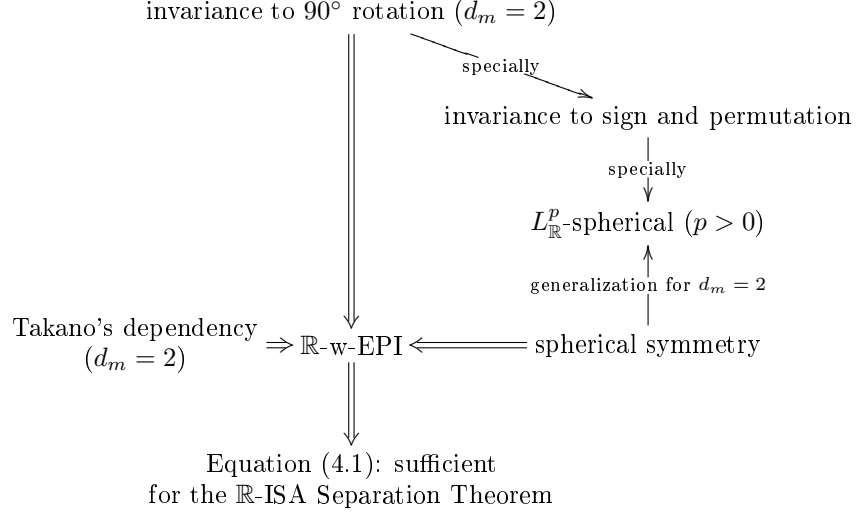 invariance to 90° rotation (d_m = 2)
specially
invariance to sign and permutation
specially
L^p_ℝ-spherical (p > 0)
generalization for d_m = 2
Takano's dependency
(d_m = 2)
ℝ-w-EPI
spherical symmetry
Equation (4.1): sufficient
for the ℝ-ISA Separation Theorem